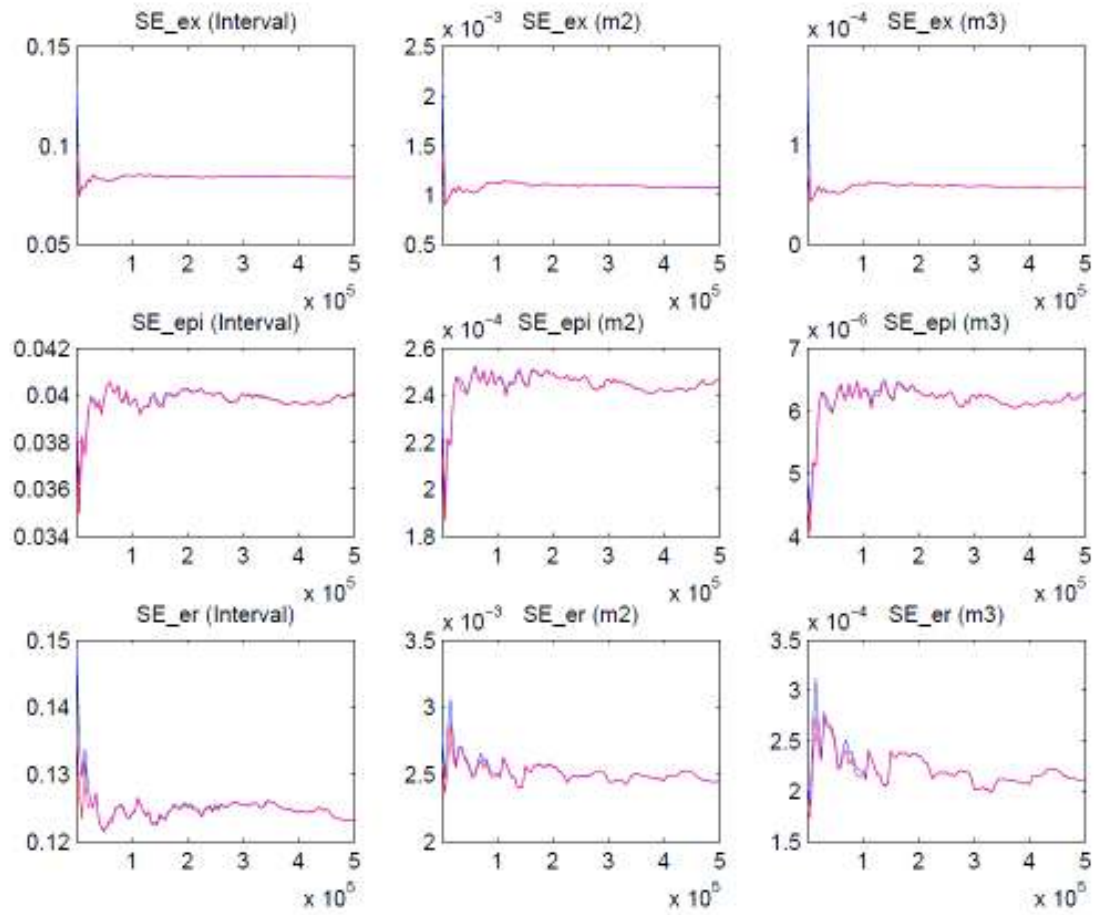 SE_ex (Interval)
0.15
0.1
0.05
1 2 3 4 5
x 10^5
x 10^-3 SE_ex (m2)
2.5
2
1.5
1
0.5
1 2 3 4 5
x 10^5
x 10^-4 SE_ex (m3)
1
0
1 2 3 4 5
x 10^5
SE_epi (Interval)
0.042
0.04
0.038
0.036
0.034
1 2 3 4 5
x 10^5
x 10^-4 SE_epi (m2)
2.6
2.4
2.2
2
1.8
1 2 3 4 5
x 10^5
x 10^-6 SE_epi (m3)
7
6
5
4
1 2 3 4 5
x 10^5
SE_er (Interval)
0.15
0.14
0.13
0.12
1 2 3 4 5
x 10^5
x 10^-3 SE_er (m2)
3.5
3
2.5
2
1 2 3 4 5
x 10^5
x 10^-4 SE_er (m3)
3.5
3
2.5
2
1.5
1 2 3 4 5
x 10^5